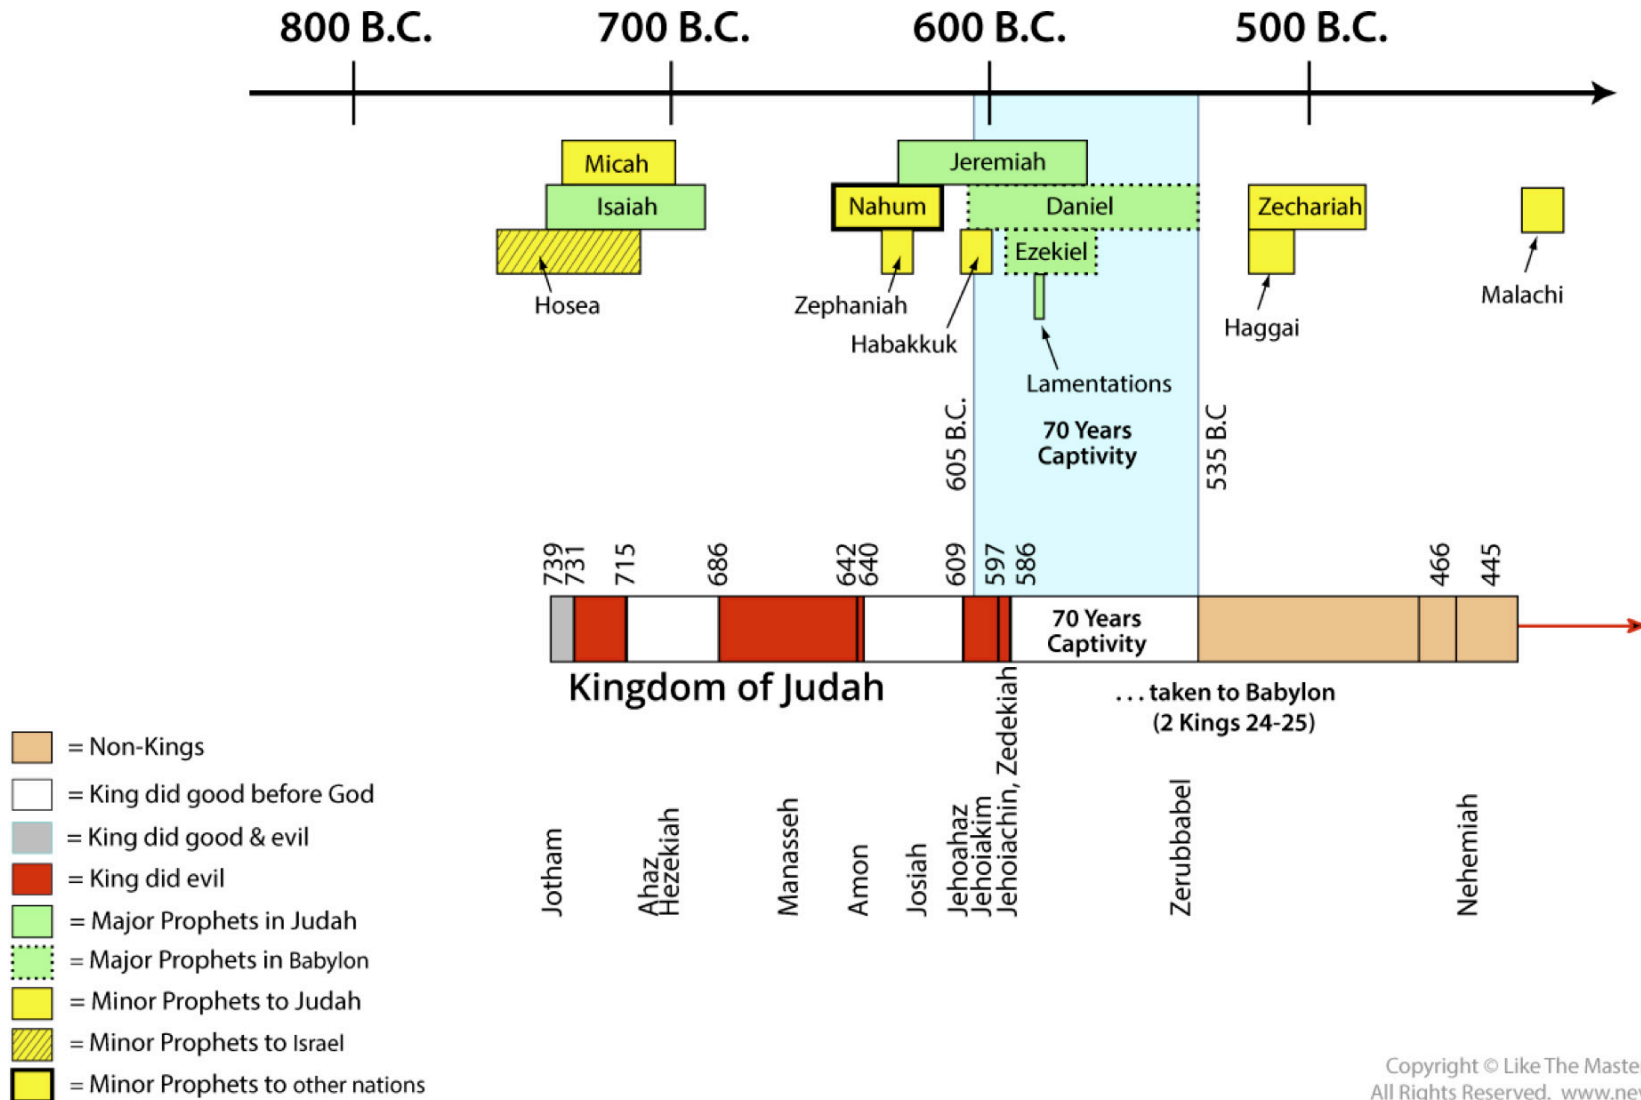 800 B.C.
700 B.C.
600 B.C.
500 B.C.
Micah
Jeremiah
Isaiah
Nahum
Daniel
Zechariah
Ezekiel
Hosea
Zephaniah
Habakkuk
Lamentations
Haggai
Malachi
605 B.C.
70 Years
Captivity
535 B.C
739
731
715
686
642
640
609
597
586
466
445
70 Years
Captivity
Kingdom of Judah
...taken to Babylon
(2 Kings 24-25)
Jotham
Ahaz
Hezekiah
Manasseh
Amon
Josiah
Jehoahaz
Jehoiakim
Jehoiachin, Zedekiah
Zerubbabel
Nehemiah
= Non-Kings
= King did good before God
= King did good & evil
= King did evil
= Major Prophets in Judah
= Major Prophets in Babylon
= Minor Prophets to Judah
= Minor Prophets to Israel
= Minor Prophets to other nations
Copyright © Like The Master
All Rights Reserved. www.nev